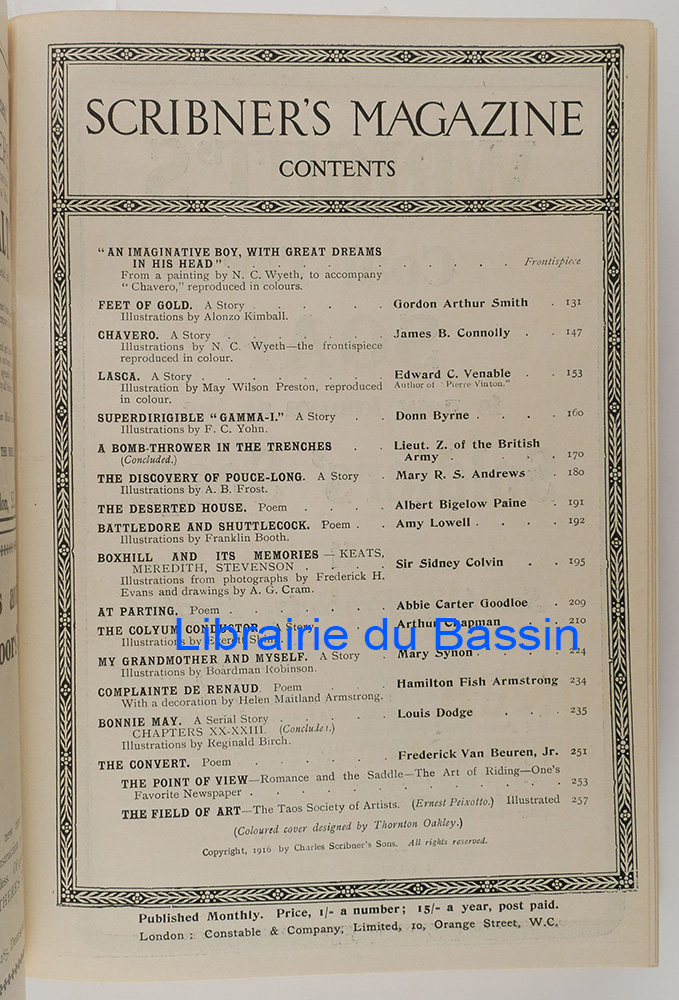 SCRIBNER'S MAGAZINE
CONTENTS
"AN IMAGINATIVE BOY, WITH GREAT DREAMS
IN HIS HEAD" . . . . . . . . . . Frontispiece
From a painting by N. C. Wyeth, to accompany
"Chavero," reproduced in colours.
FEET OF GOLD. A Story . . . . . . Gordon Arthur Smith . 131
Illustrations by Alonzo Kimball.
CHAVERO. A Story . . . . . . . James B. Connolly . . 147
Illustrations by N. C. Wyeth—the frontispiece
reproduced in colour.
LASCA. A Story . . . . . . . . Edward C. Venable . . 153
Illustration by May Wilson Preston, reproduced Author of "Pierre Vinton."
in colour.
SUPERDIRIGIBLE "GAMMA-I." A Story . . Donn Byrne . . . . 160
Illustrations by F. C. Yohn.
A BOMB-THROWER IN THE TRENCHES . . Lieut. Z. of the British
(Concluded.) Army . . . . . 170
THE DISCOVERY OF POUCE-LONG. A Story . Mary R. S. Andrews . 180
Illustrations by A. B. Frost.
THE DESERTED HOUSE. Poem . . . . Albert Bigelow Paine . 191
BATTLEDORE AND SHUTTLECOCK. Poem . . Amy Lowell . . . . 192
Illustrations by Franklin Booth.
BOXHILL AND ITS MEMORIES — KEATS,
MEREDITH, STEVENSON . . . . Sir Sidney Colvin . . 195
Illustrations from photographs by Frederick H.
Evans and drawings by A. G. Cram.
AT PARTING. Poem . . . . . . . Abbie Carter Goodloe . 209
THE COLYUM CONDUCTOR. A Story . . Arthur Chapman . . 210
Illustrations by Everett Shinn.
Librairie du Bassin
MY GRANDMOTHER AND MYSELF. A Story . Mary Synon . . . . 224
Illustrations by Boardman Robinson.
COMPLAINTE DE RENAUD. Poem . . . . Hamilton Fish Armstrong 234
With a decoration by Helen Maitland Armstrong.
BONNIE MAY. A Serial Story . . . . . Louis Dodge . . . 235
CHAPTERS XX-XXIII. (Concluded.)
Illustrations by Reginald Birch.
THE CONVERT. Poem . . . . . . Frederick Van Beuren, Jr. 251
THE POINT OF VIEW—Romance and the Saddle—The Art of Riding—One's
Favorite Newspaper . . . . . . . . . . . . 253
THE FIELD OF ART—The Taos Society of Artists. (Ernest Peixotto.) Illustrated 257
(Coloured cover designed by Thornton Oakley.)
Copyright, 1916 by Charles Scribner's Sons. All rights reserved.
Published Monthly. Price, 1/- a number; 15/- a year, post paid.
London : Constable & Company, Limited, 10, Orange Street, W.C.